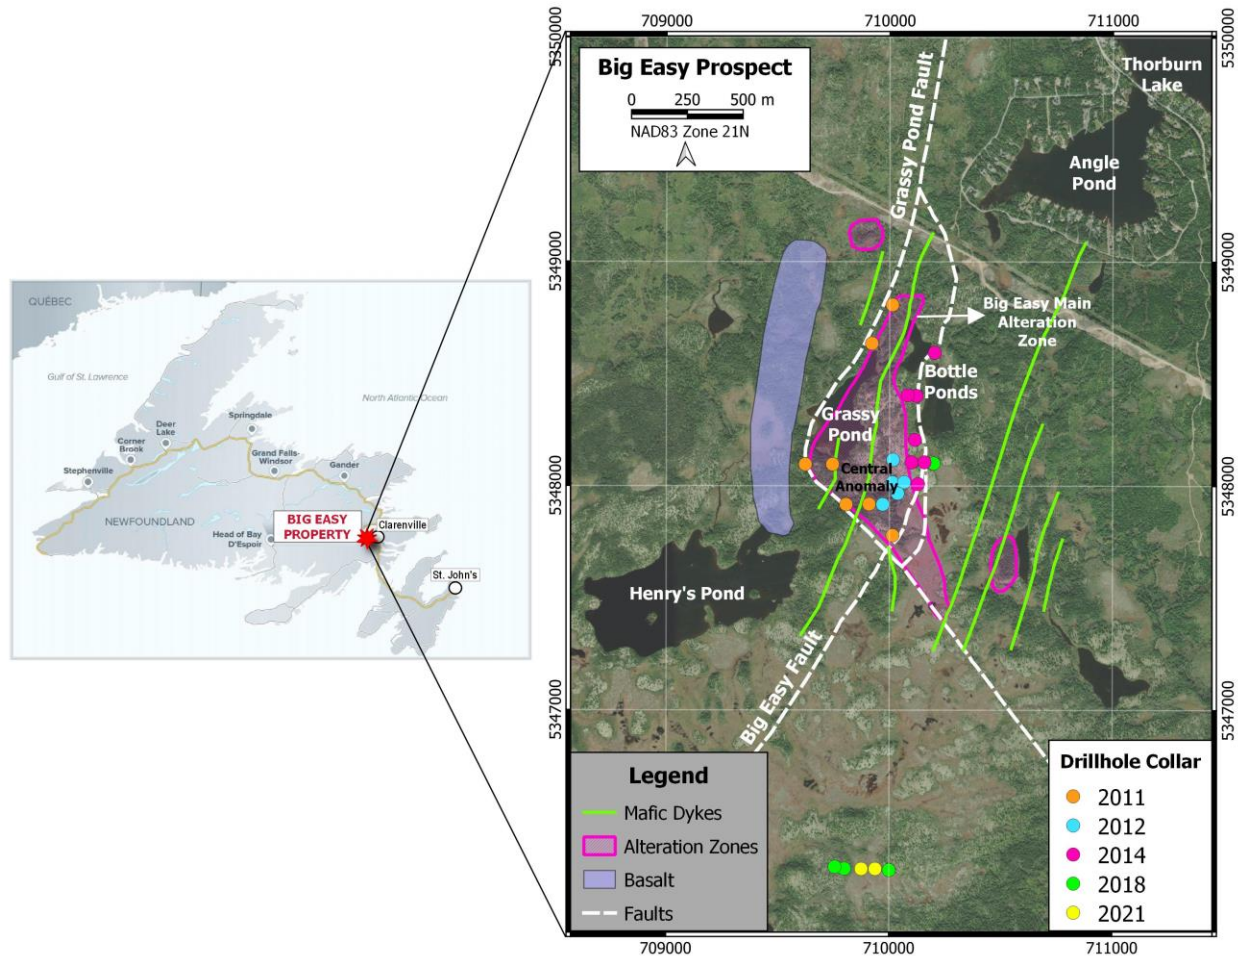 QUÉBEC
Gulf of St. Lawrence
North Atlantic Ocean
Springdale
Deer
Lake
Corner
Brook
Stephenville
Grand Falls-
Windsor
Gander
NEWFOUNDLAND
Head of Bay
D'Espoir
BIG EASY
PROPERTY
Clarenville
St. John's
709000
710000
711000
5350000
5350000
Big Easy Prospect
0 250 500 m
NAD83 Zone 21N
Grassy Pond Fault
Thorburn
Lake
Angle
Pond
5349000
5349000
Big Easy Main
Alteration
Zone
Bottle
Ponds
Grassy
Pond
Central
Anomaly
5348000
5348000
Henry's Pond
Big Easy Fault
5347000
5347000
Legend
Mafic Dykes
Alteration Zones
Basalt
Faults
Drillhole Collar
2011
2012
2014
2018
2021
709000
710000
711000